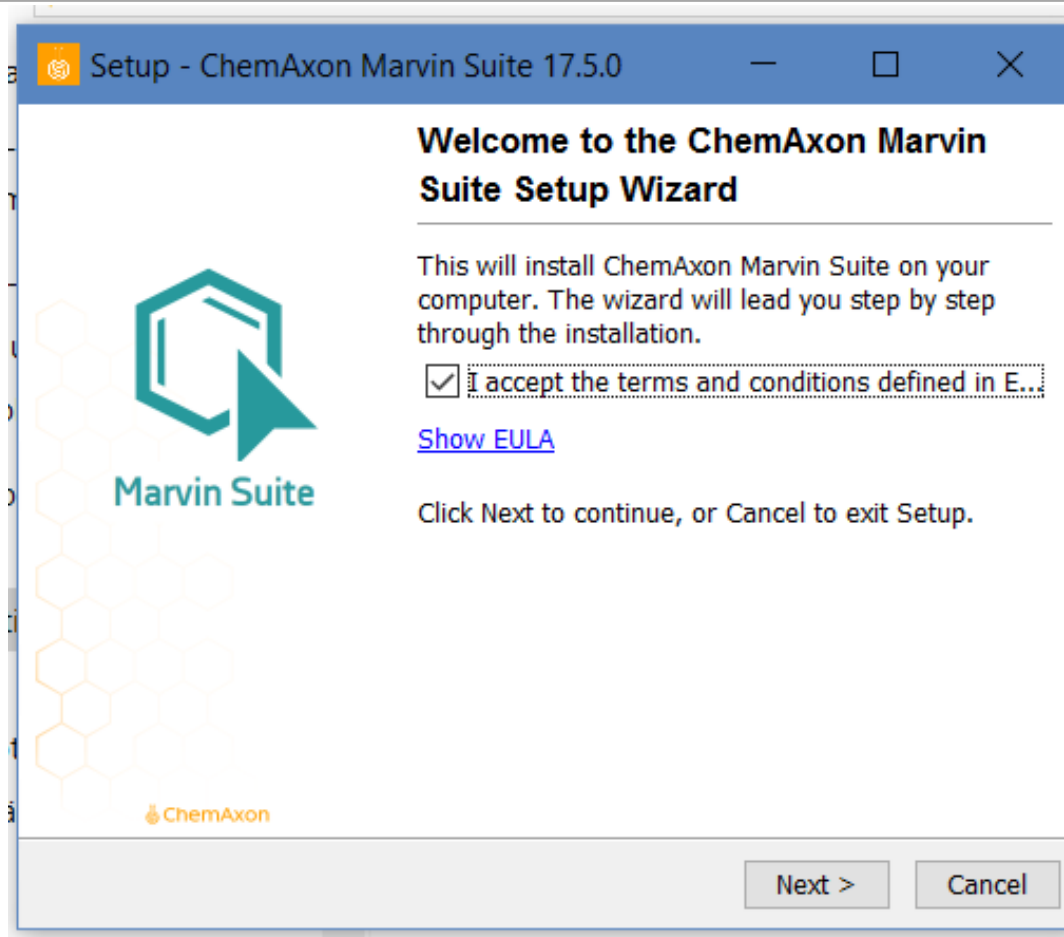 Setup - ChemAxon Marvin Suite 17.5.0
Welcome to the ChemAxon Marvin
Suite Setup Wizard
This will install ChemAxon Marvin Suite on your
computer. The wizard will lead you step by step
through the installation.
I accept the terms and conditions defined in E...
Show EULA
Marvin Suite
Click Next to continue, or Cancel to exit Setup.
ChemAxon
Next > Cancel